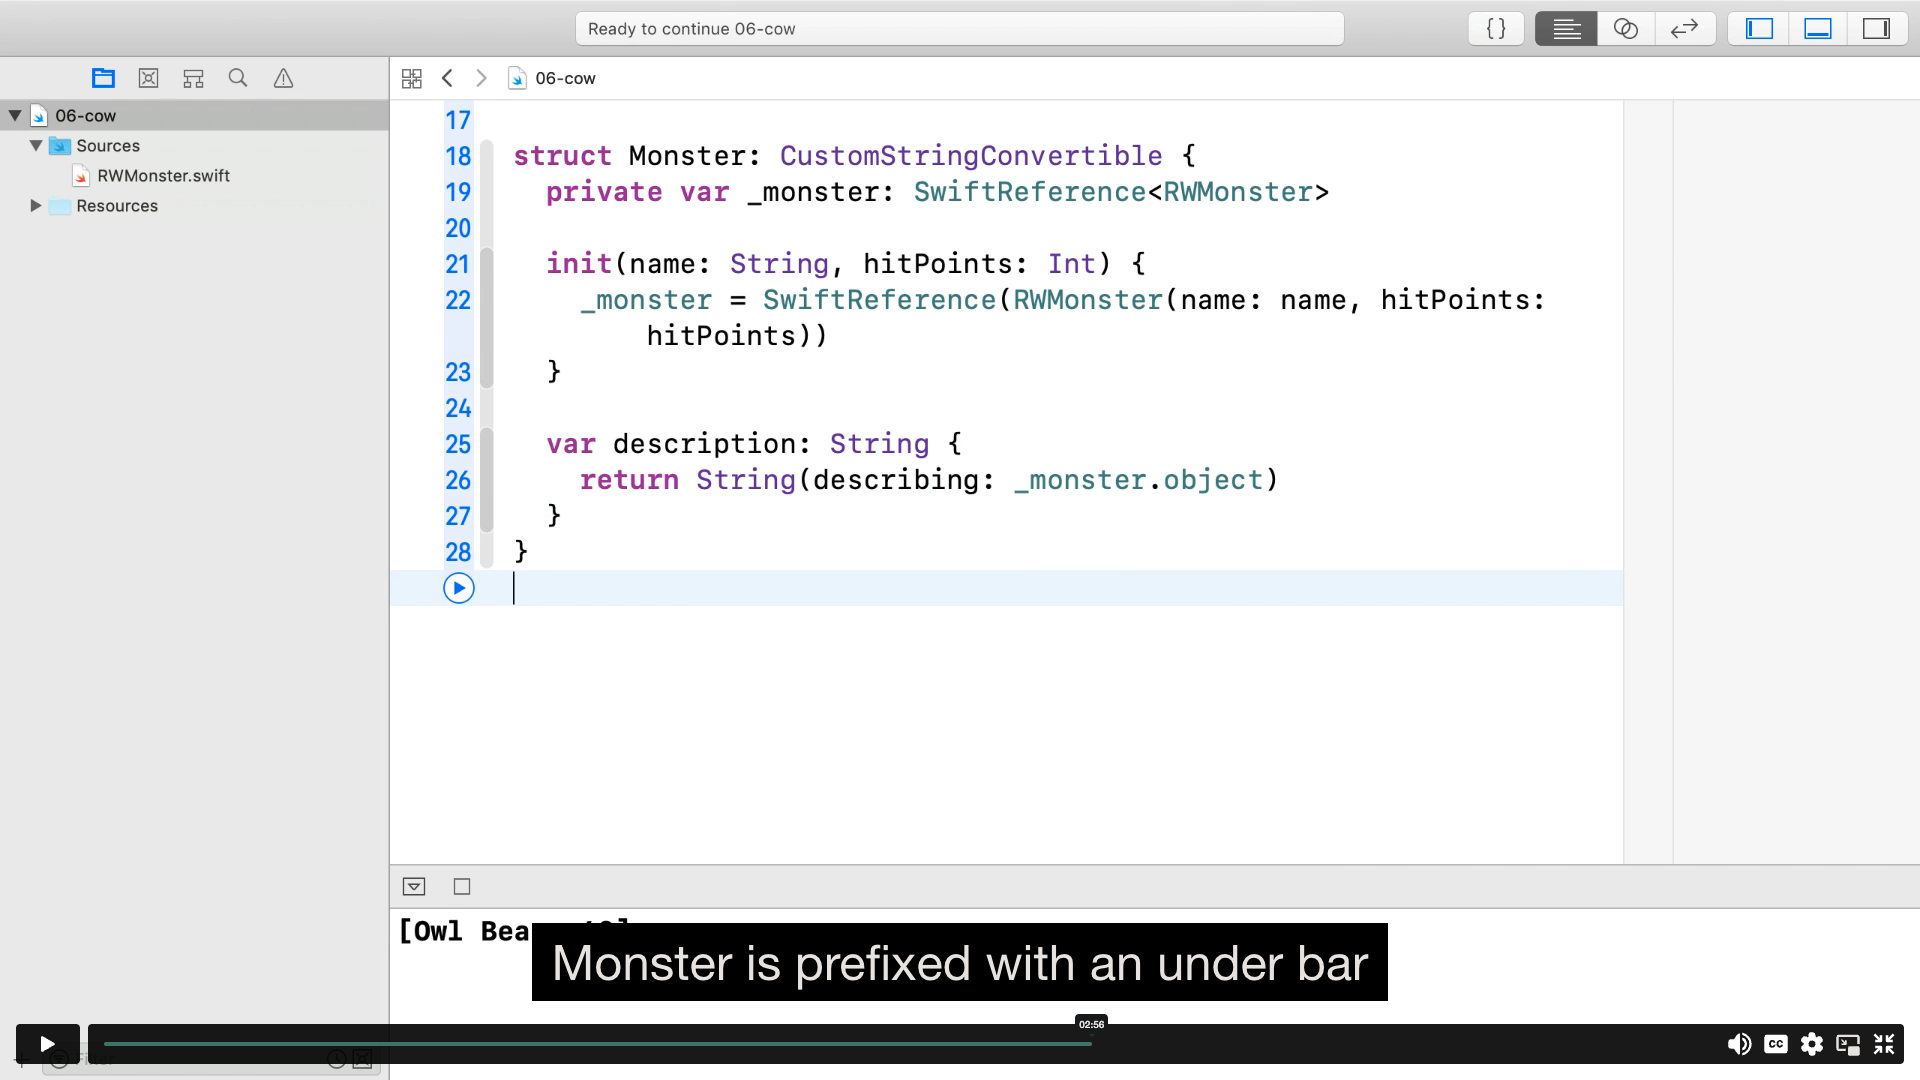 Ready to continue 06-cow
{ }
06-cow
06-cow
Sources
RWMonster.swift
Resources
17
18 struct Monster: CustomStringConvertible {
19 private var _monster: SwiftReference<RWMonster>
20
21 init(name: String, hitPoints: Int) {
22 _monster = SwiftReference(RWMonster(name: name, hitPoints:
hitPoints))
23 }
24
25 var description: String {
26 return String(describing: _monster.object)
27 }
28 }
[Owl Bea
Monster is prefixed with an under bar
02:56
CC
Filter